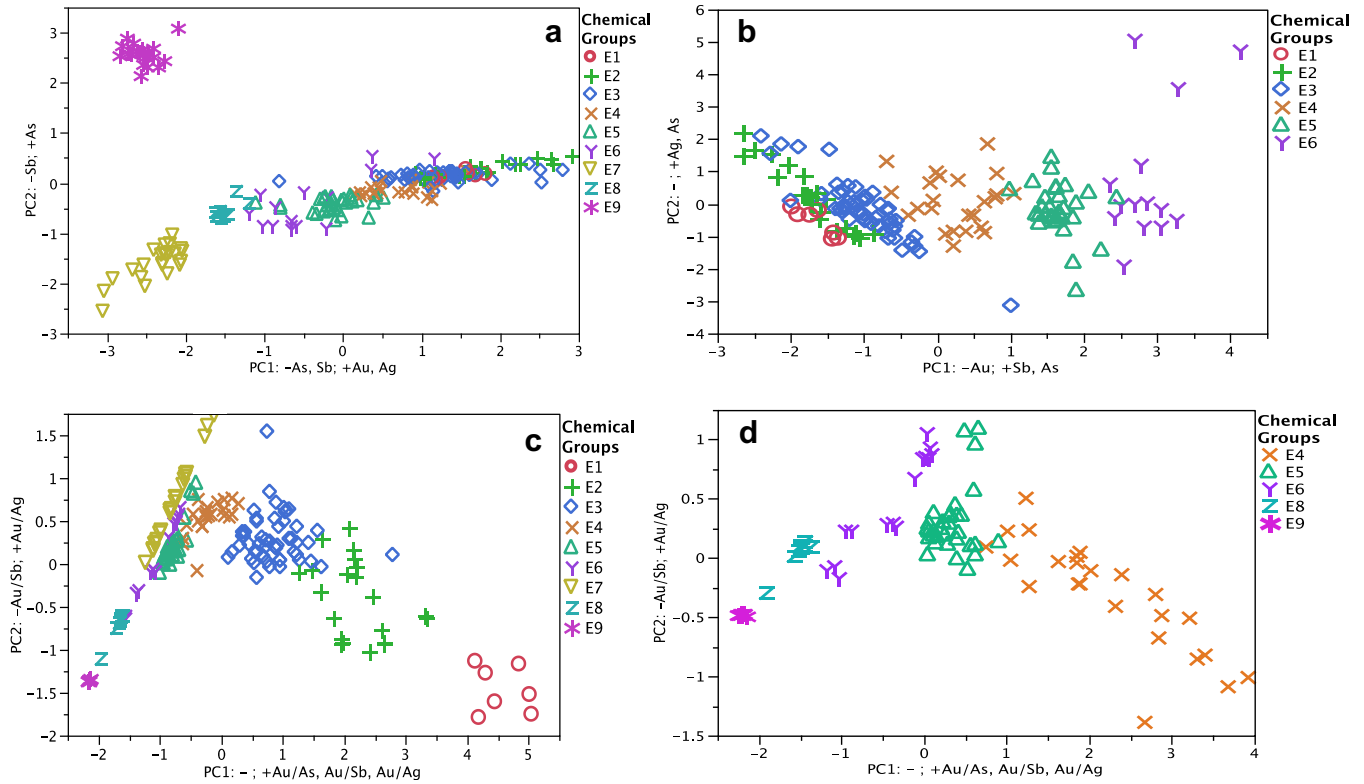 a
Chemical
Groups
E1
E2
E3
E4
E5
E6
E7
E8
E9
3
2
1
0
−1
−2
−3
PC2: −Sb; +As
−3 −2 −1 0 1 2 3
PC1: −As, Sb; +Au, Ag
b
Chemical
Groups
E1
E2
E3
E4
E5
E6
6
5
4
3
2
1
0
−1
−2
−3
−4
PC2: − ; +Ag, As
−3 −2 −1 0 1 2 3 4
PC1: −Au; +Sb, As
c
Chemical
Groups
E1
E2
E3
E4
E5
E6
E7
E8
E9
1.5
1
0.5
0
−0.5
−1
−1.5
−2
PC2: −Au/Sb; +Au/Ag
−2 −1 0 1 2 3 4 5
PC1: − ; +Au/As, Au/Sb, Au/Ag
d
Chemical
Groups
E4
E5
E6
E8
E9
1
0.5
0
−0.5
−1
−1.5
PC2: −Au/Sb; +Au/Ag
−2 −1 0 1 2 3 4
PC1: − ; +Au/As, Au/Sb, Au/Ag